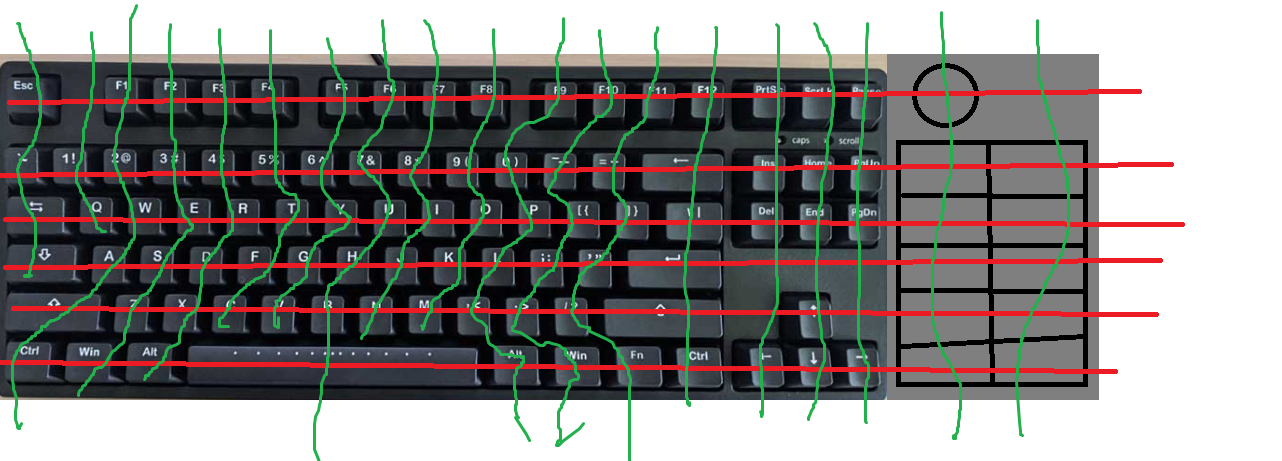 Esc F1 F2 F3 F4 F5 F6 F7 F8 F9 F10 F11 F12 PrtSc ScrLK Pause
caps scroll
1! 2@ 3# 4$ 5% 6^ 7& 8* 9( 0) -_ =+ ← Ins Home PgUp
⇆ Q W E R T Y U I O P [{ ]} \| Del End PgDn
A S D F G H J K L ;: '" ↵
Z X C V B N M ,< .> /? ↑
Ctrl Win Alt Alt Win Fn Ctrl ← ↓ →